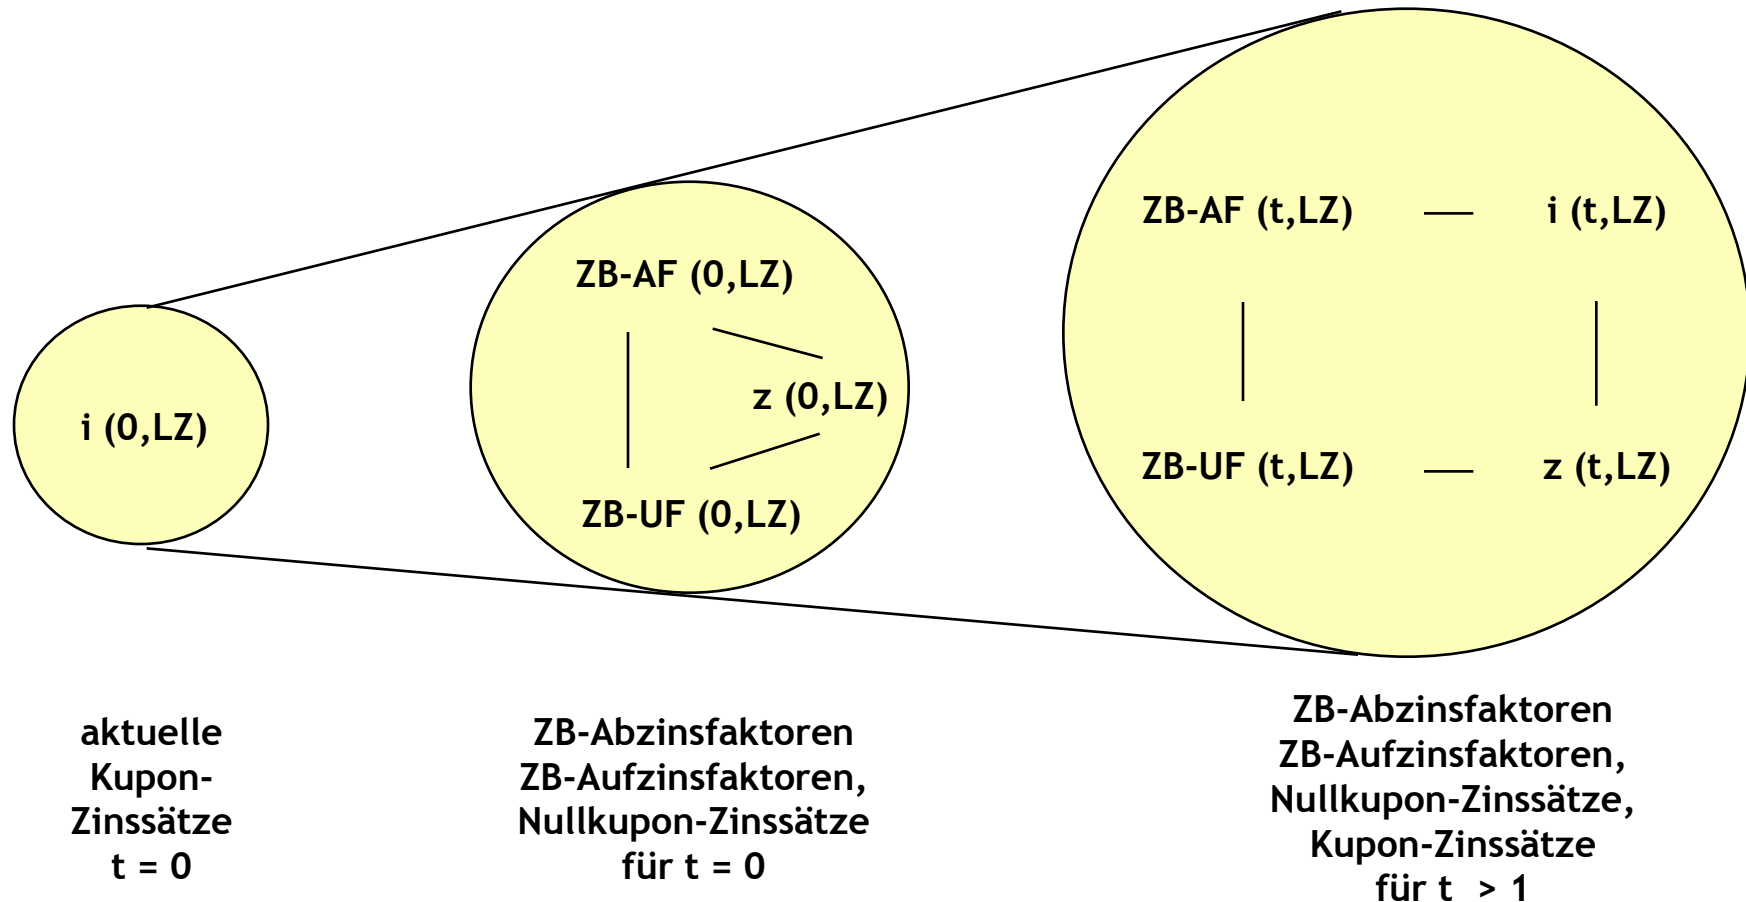 i (0,LZ)
ZB-AF (0,LZ)
z (0,LZ)
ZB-UF (0,LZ)
ZB-AF (t,LZ)
i (t,LZ)
ZB-UF (t,LZ)
z (t,LZ)
aktuelle
Kupon-
Zinssätze
t = 0
ZB-Abzinsfaktoren
ZB-Aufzinsfaktoren,
Nullkupon-Zinssätze
für t = 0
ZB-Abzinsfaktoren
ZB-Aufzinsfaktoren,
Nullkupon-Zinssätze,
Kupon-Zinssätze
für t > 1